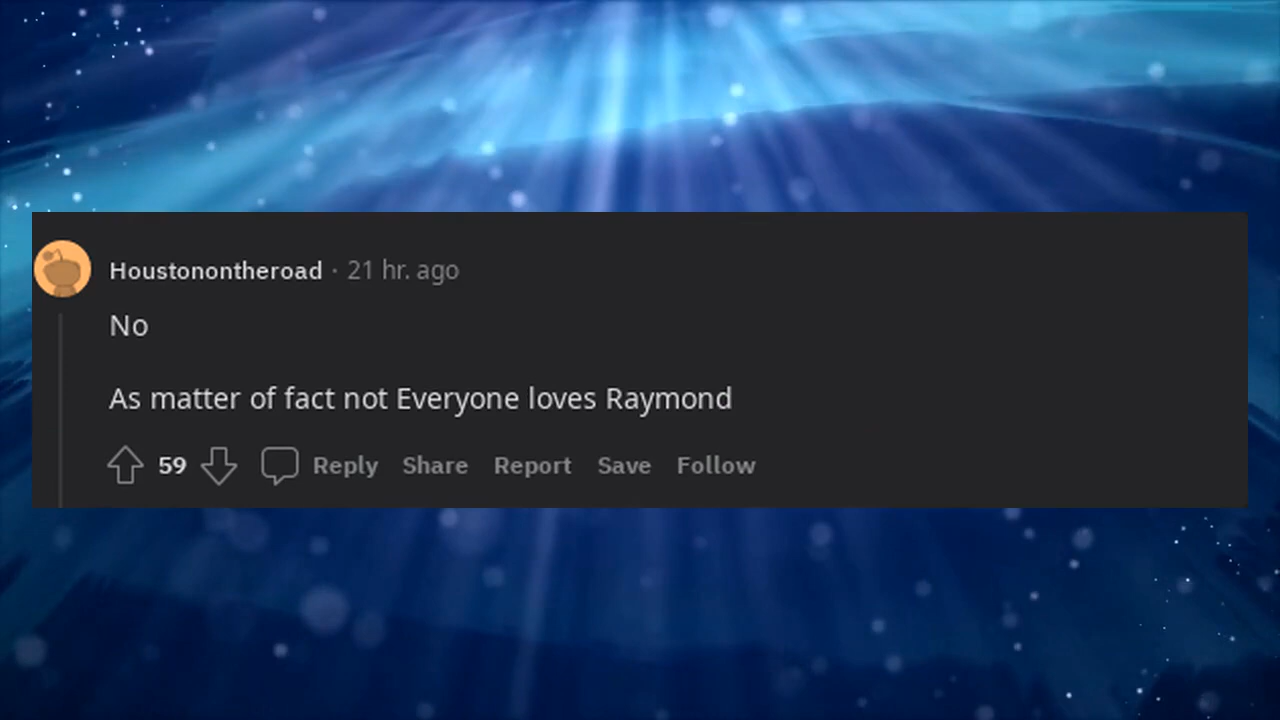 Houstonontheroad · 21 hr. ago
No
As matter of fact not Everyone loves Raymond
59 Reply Share Report Save Follow